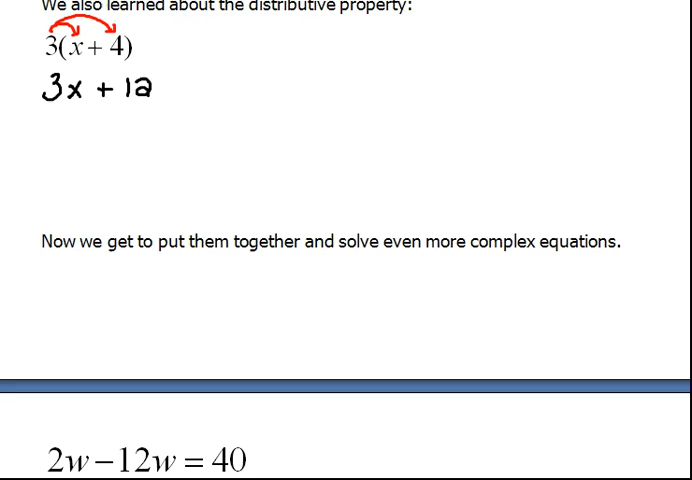 We also learned about the distributive property:
3(x + 4)
3x + 12
Now we get to put them together and solve even more complex equations.
2w – 12w = 40